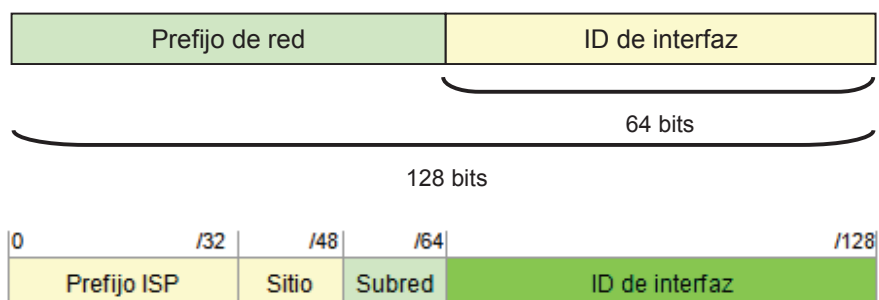 Prefijo de red ID de interfaz
64 bits
128 bits
0 /32 /48 /64 /128
Prefijo ISP Sitio Subred ID de interfaz